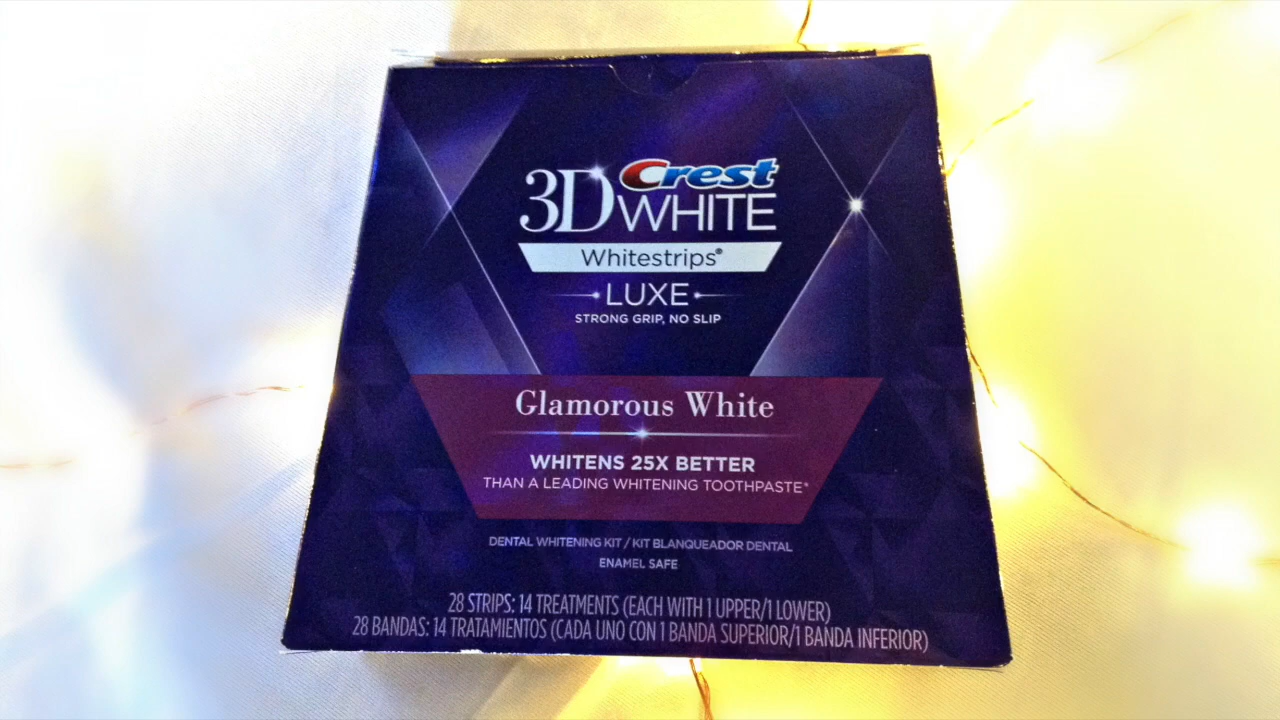 Crest
3D WHITE
Whitestrips®
LUXE
STRONG GRIP, NO SLIP
Glamorous White
WHITENS 25X BETTER
THAN A LEADING WHITENING TOOTHPASTE*
DENTAL WHITENING KIT / KIT BLANQUEADOR DENTAL
ENAMEL SAFE
28 STRIPS: 14 TREATMENTS (EACH WITH 1 UPPER/1 LOWER)
28 BANDAS: 14 TRATAMIENTOS (CADA UNO CON 1 BANDA SUPERIOR/1 BANDA INFERIOR)